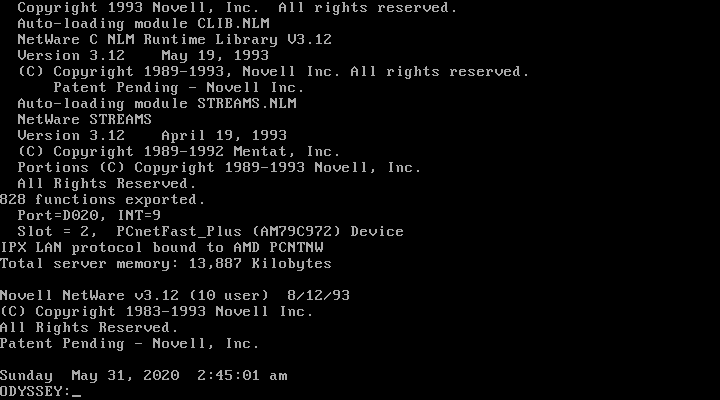 Copyright 1993 Novell, Inc.  All rights reserved.
Auto-loading module CLIB.NLM
NetWare C NLM Runtime Library V3.12
Version 3.12    May 19, 1993
(C) Copyright 1989-1993, Novell Inc. All rights reserved.
Patent Pending - Novell Inc.
Auto-loading module STREAMS.NLM
NetWare STREAMS
Version 3.12    April 19, 1993
(C) Copyright 1989-1992 Mentat, Inc.
Portions (C) Copyright 1989-1993 Novell, Inc.
All Rights Reserved.
828 functions exported.
Port=D020, INT=9
Slot = 2,  PCnetFast_Plus (AM79C972) Device
IPX LAN protocol bound to AMD PCNTNW
Total server memory: 13,887 Kilobytes
Novell NetWare v3.12 (10 user)  8/12/93
(C) Copyright 1983-1993 Novell Inc.
All Rights Reserved.
Patent Pending - Novell, Inc.
Sunday  May 31, 2020  2:45:01 am
ODYSSEY:_